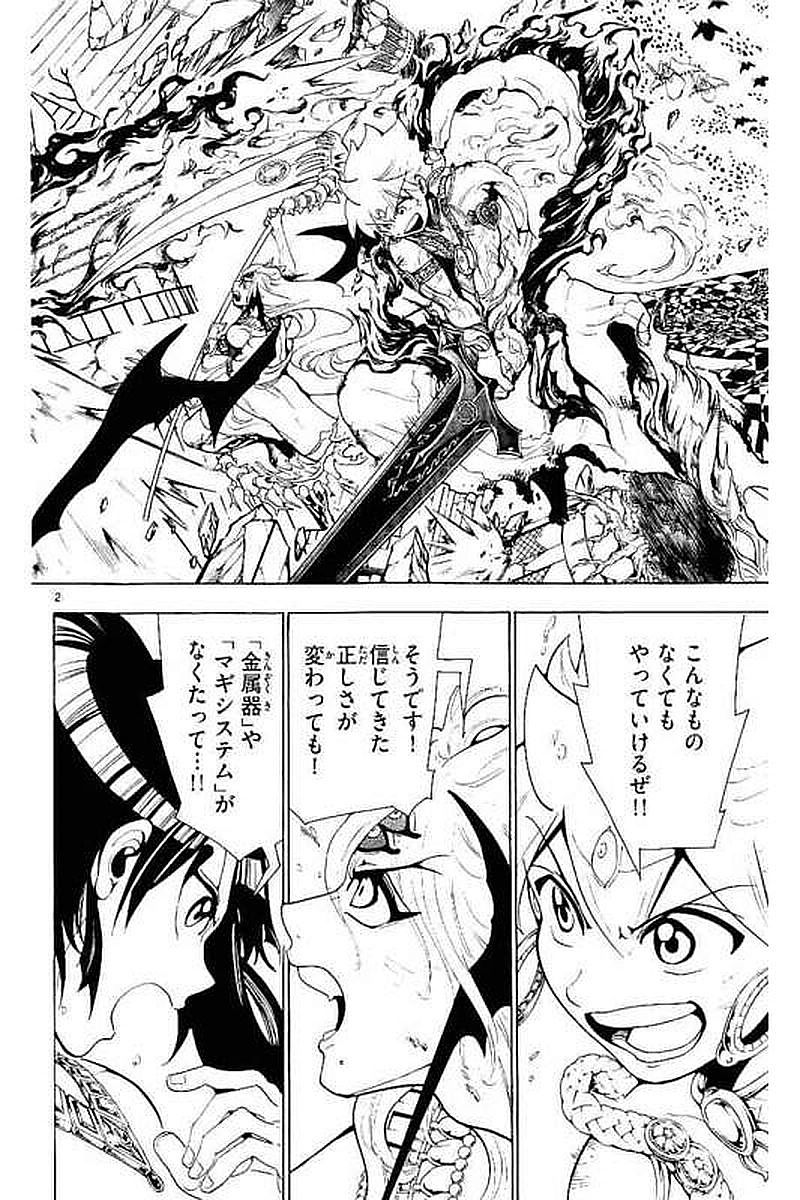 2
こんなもの
なくても
やっていけるぜ!!
そうです!
信じてきた
正しさが
変わっても!
「金属器」や
「マギシステム」が
なくたって…!!